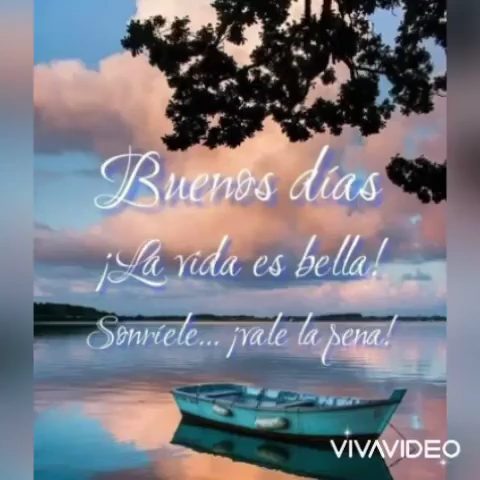 Buenos días
¡La vida es bella!
Sonríele... ¡vale la pena!
VIVAVIDEO